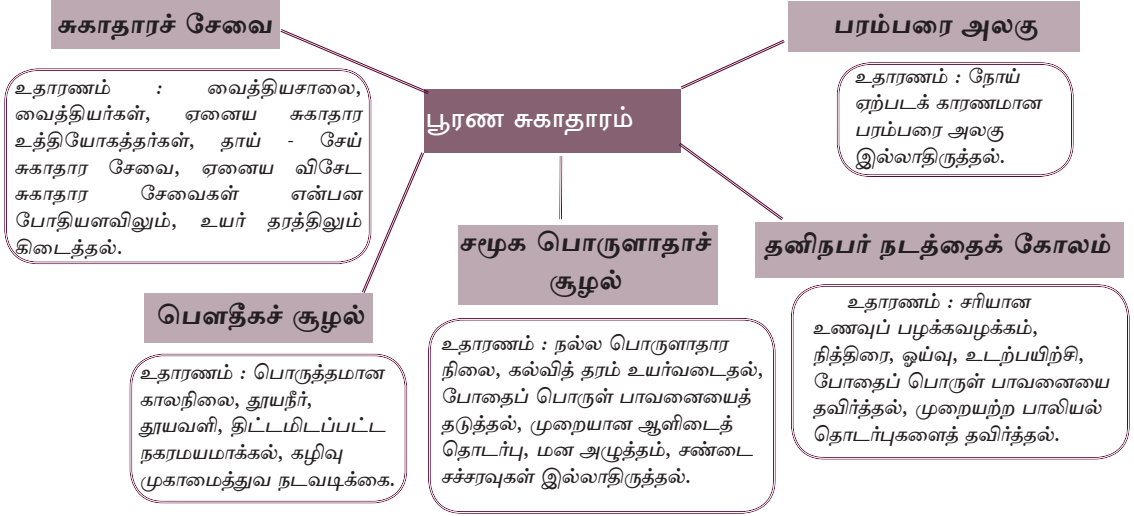 சுகாதாரச் சேவை
உதாரணம் : வைத்தியசாலை,
வைத்தியர்கள், ஏனைய சுகாதார
உத்தியோகத்தர்கள், தாய் - சேய்
சுகாதார சேவை, ஏனைய விசேட
சுகாதார சேவைகள் என்பன
போதியளவிலும், உயர் தரத்திலும்
கிடைத்தல்.
பரம்பரை அலகு
உதாரணம் : நோய்
ஏற்படக் காரணமான
பரம்பரை அலகு
இல்லாதிருத்தல்.
பூரண சுகாதாரம்
பௌதீகச் சூழல்
உதாரணம் : பொருத்தமான
காலநிலை, தூயநீர்,
தூயவளி, திட்டமிடப்பட்ட
நகரமயமாக்கல், கழிவு
முகாமைத்துவ நடவடிக்கை.
சமூக பொருளாதாச்
சூழல்
உதாரணம் : நல்ல பொருளாதார
நிலை, கல்வித் தரம் உயர்வடைதல்,
போதைப் பொருள் பாவனையைத்
தடுத்தல், முறையான ஆளிடைத்
தொடர்பு, மன அழுத்தம், சண்டை
சச்சரவுகள் இல்லாதிருத்தல்.
தனிநபர் நடத்தைக் கோலம்
உதாரணம் : சரியான
உணவுப் பழக்கவழக்கம்,
நித்திரை, ஓய்வு, உடற்பயிற்சி,
போதைப் பொருள் பாவனையை
தவிர்த்தல், முறையற்ற பாலியல்
தொடர்புகளைத் தவிர்த்தல்.